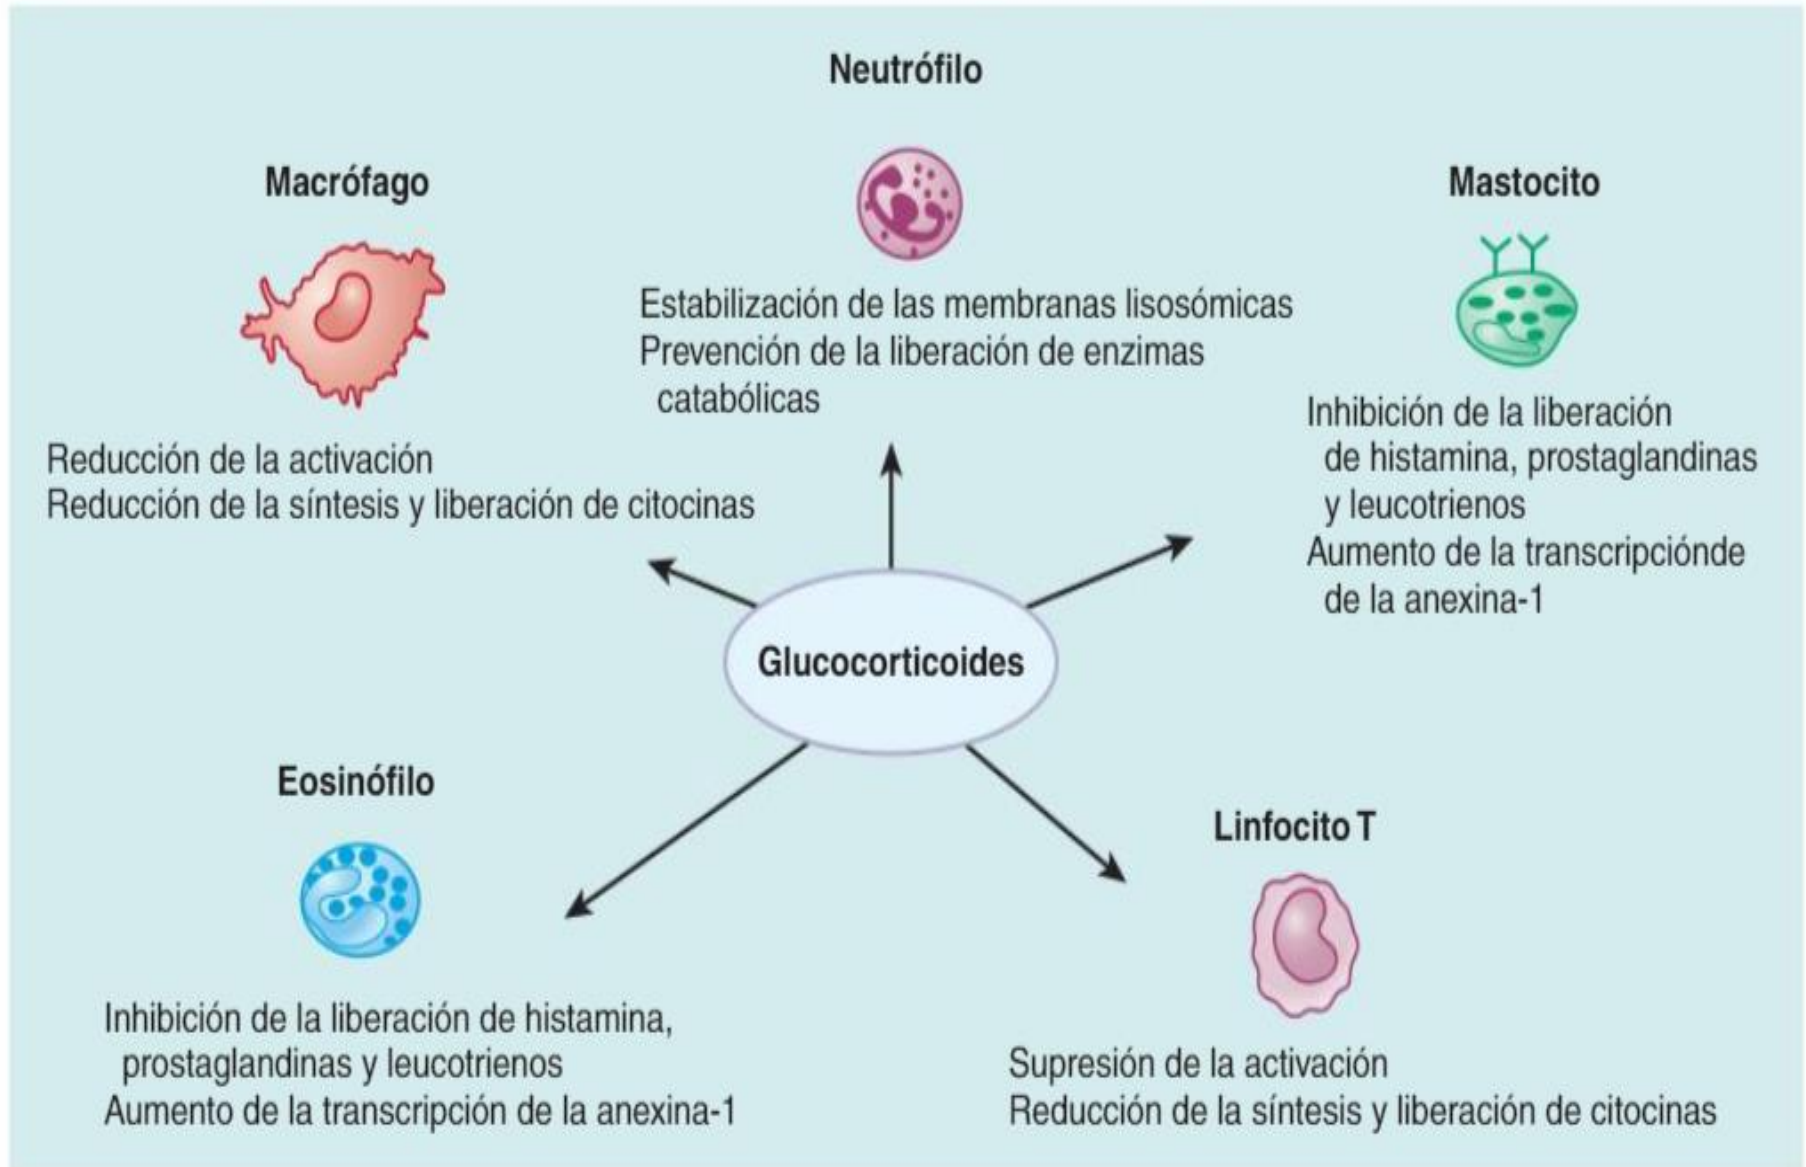 Neutrófilo
Estabilización de las membranas lisosómicas
Prevención de la liberación de enzimas
catabólicas
Macrófago
Reducción de la activación
Reducción de la síntesis y liberación de citocinas
Mastocito
Inhibición de la liberación
de histamina, prostaglandinas
y leucotrienos
Aumento de la transcripciónde
de la anexina-1
Glucocorticoides
Eosinófilo
Inhibición de la liberación de histamina,
prostaglandinas y leucotrienos
Aumento de la transcripción de la anexina-1
Linfocito T
Supresión de la activación
Reducción de la síntesis y liberación de citocinas